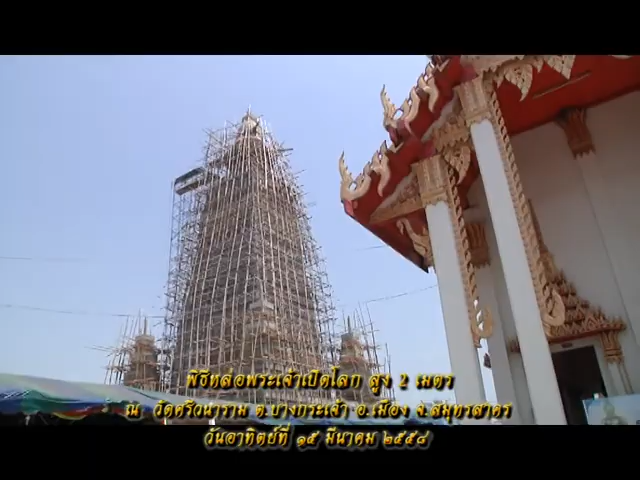 พิธีหล่อพระเจ้าเปิดโลก สูง 2 เมตร
ณ. วัดศรีวนาราม ต.บางกระเจ้า อ.เมือง จ.สมุทรสาคร
วันอาทิตย์ที่ ๑๕ มีนาคม ๒๕๕๔